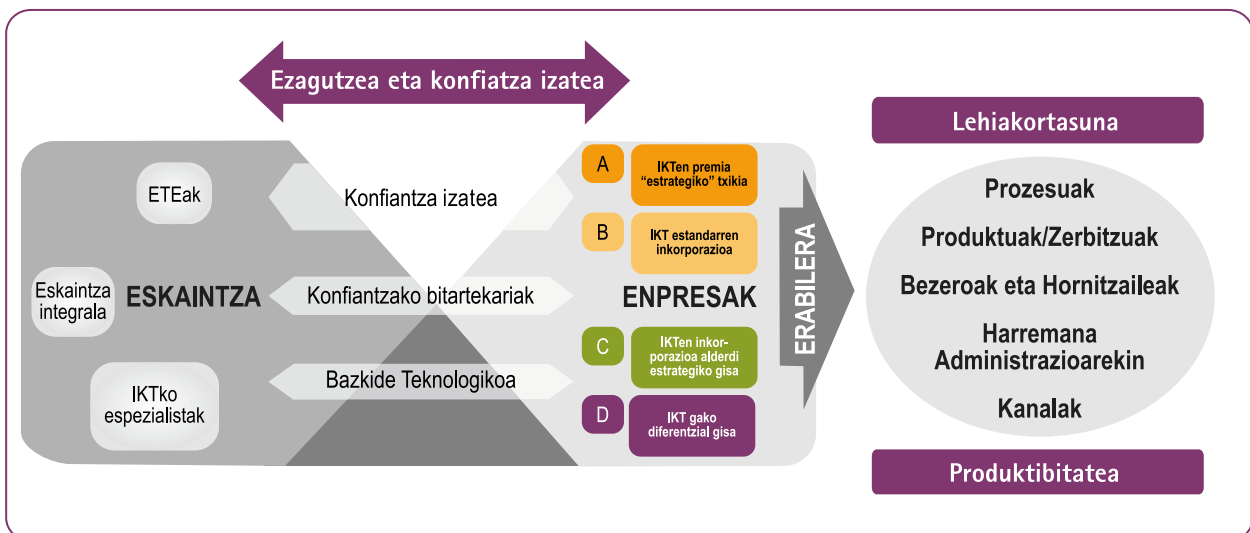 Ezagutzea eta konfiatza izatea
ETEak
Eskaintza
integrala
IKTko
espezialistak
ESKAINTZA
Konfiantza izatea
Konfiantzako bitartekariak
Bazkide Teknologikoa
A
IKTen premia
“estrategiko” txikia
B
IKT estandarren
inkorporazioa
ENPRESAK
C
IKTen inkor-
porazioa alderdi
estrategiko gisa
D
IKT gako
diferentzial gisa
ERABILERA
Lehiakortasuna
Prozesuak
Produktuak/Zerbitzuak
Bezeroak eta Hornitzaileak
Harremana
Administrazioarekin
Kanalak
Produktibitatea